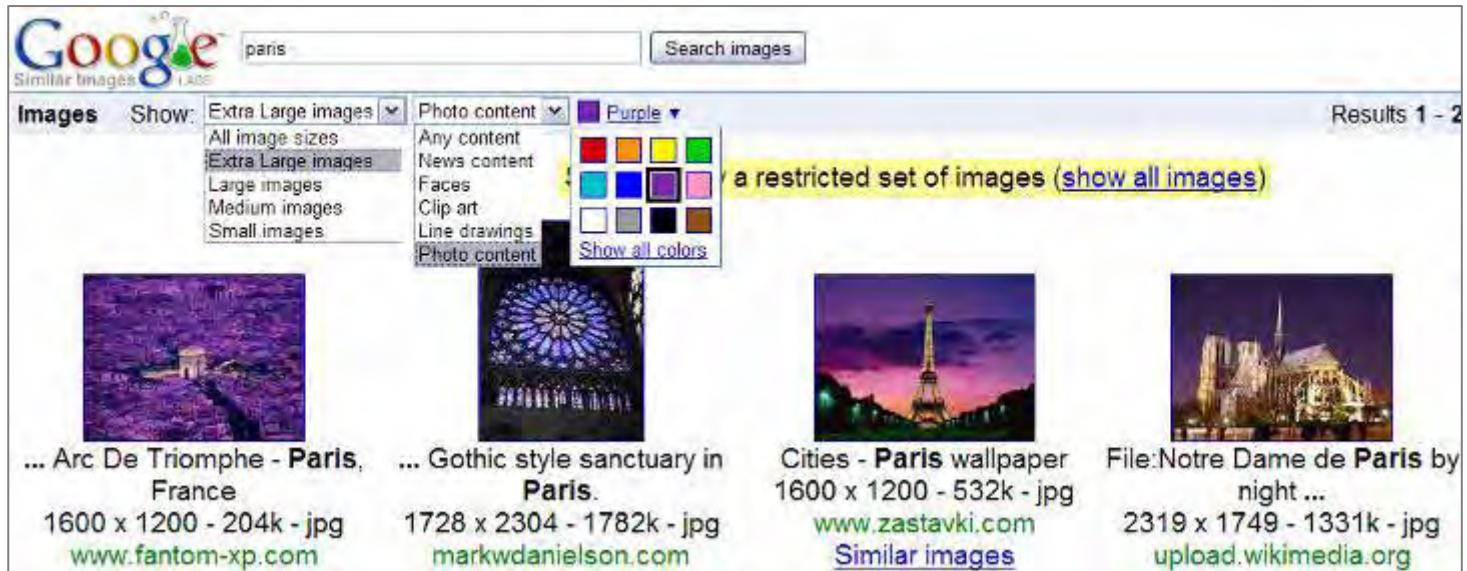 Google
Similar Images LABS
paris
Search images
Images Show: Extra Large images Photo content Purple ▼ Results 1 - 2
All image sizes
Extra Large images
Large images
Medium images
Small images
Any content
News content
Faces
Clip art
Line drawings
Photo content
Show all colors
a restricted set of images (show all images)
... Arc De Triomphe - Paris,
France
1600 x 1200 - 204k - jpg
www.fantom-xp.com
... Gothic style sanctuary in
Paris.
1728 x 2304 - 1782k - jpg
markwdanielson.com
Cities - Paris wallpaper
1600 x 1200 - 532k - jpg
www.zastavki.com
Similar images
File:Notre Dame de Paris by
night ...
2319 x 1749 - 1331k - jpg
upload.wikimedia.org